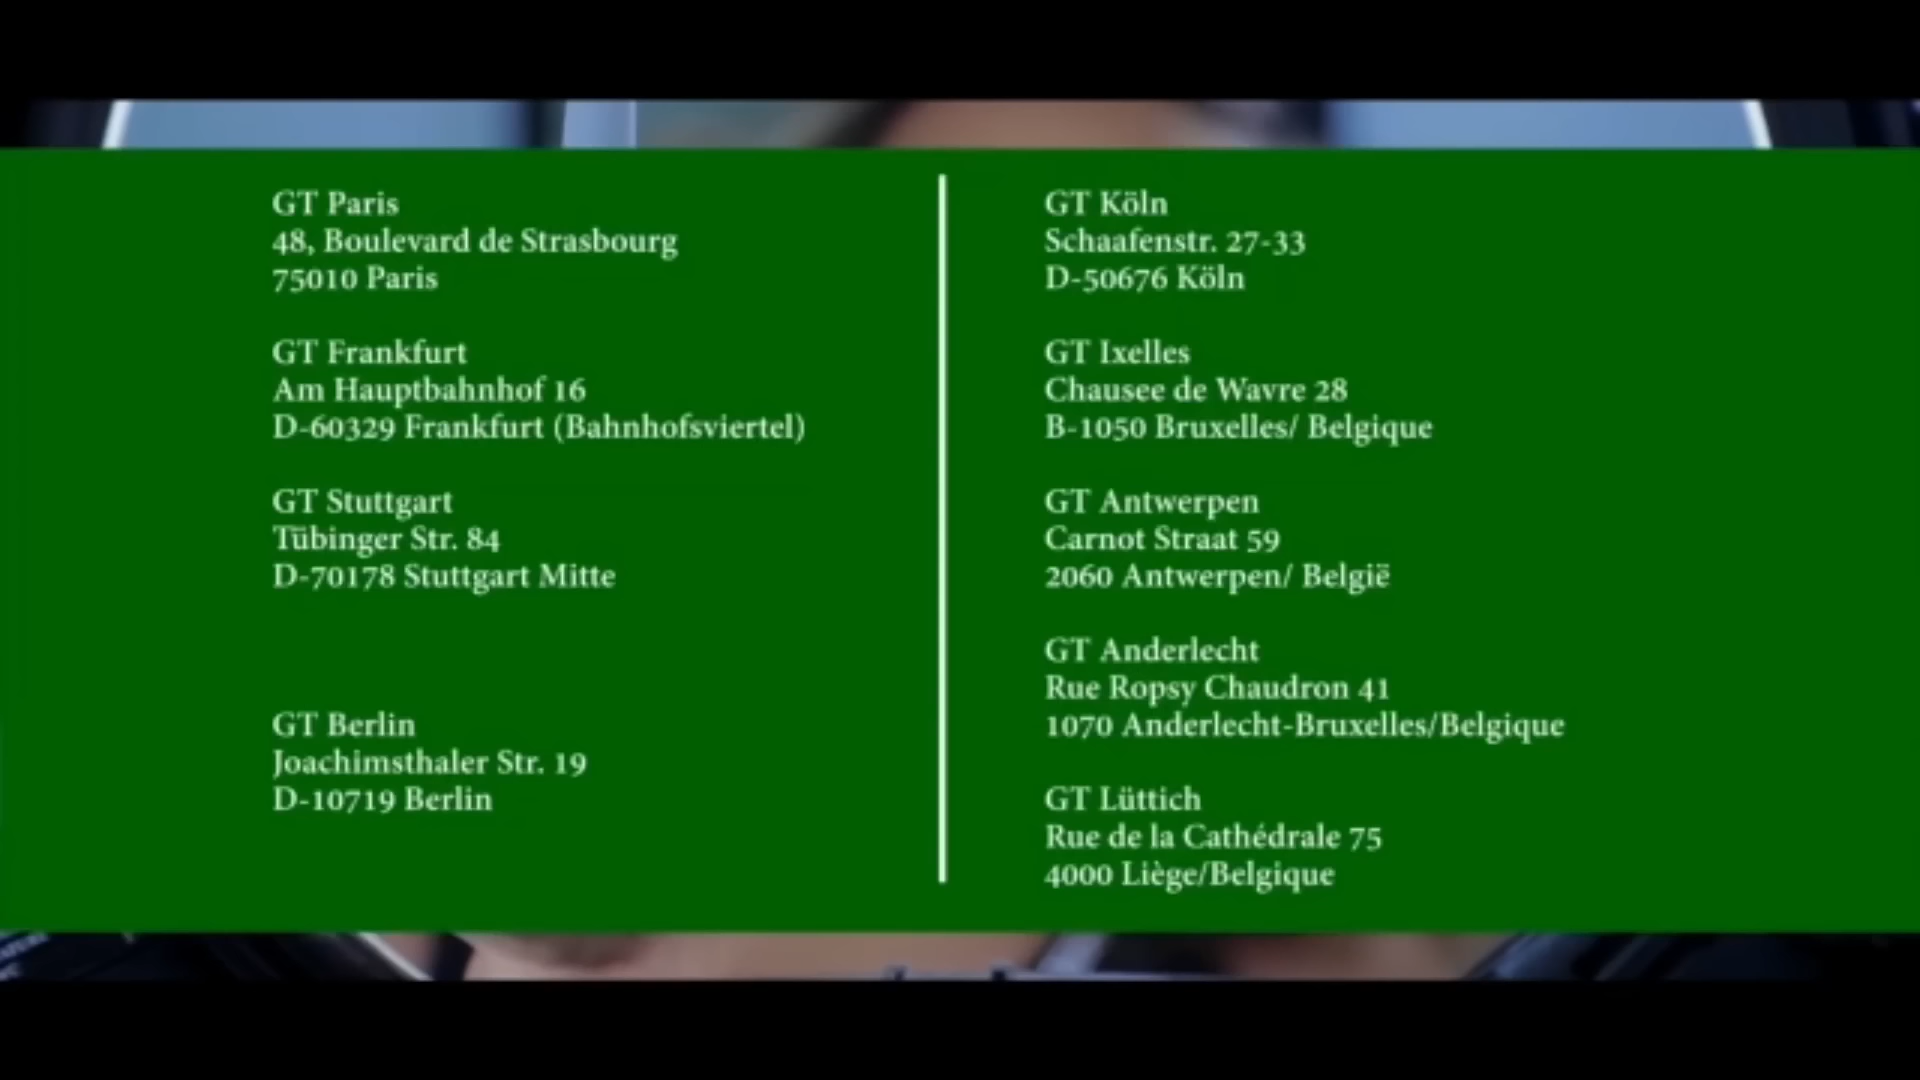 GT Paris
48, Boulevard de Strasbourg
75010 Paris
GT Frankfurt
Am Hauptbahnhof 16
D-60329 Frankfurt (Bahnhofsviertel)
GT Stuttgart
Tübinger Str. 84
D-70178 Stuttgart Mitte
GT Berlin
Joachimsthaler Str. 19
D-10719 Berlin
GT Köln
Schaafenstr. 27-33
D-50676 Köln
GT Ixelles
Chausee de Wavre 28
B-1050 Bruxelles/ Belgique
GT Antwerpen
Carnot Straat 59
2060 Antwerpen/ België
GT Anderlecht
Rue Ropsy Chaudron 41
1070 Anderlecht-Bruxelles/Belgique
GT Lüttich
Rue de la Cathédrale 75
4000 Liège/Belgique